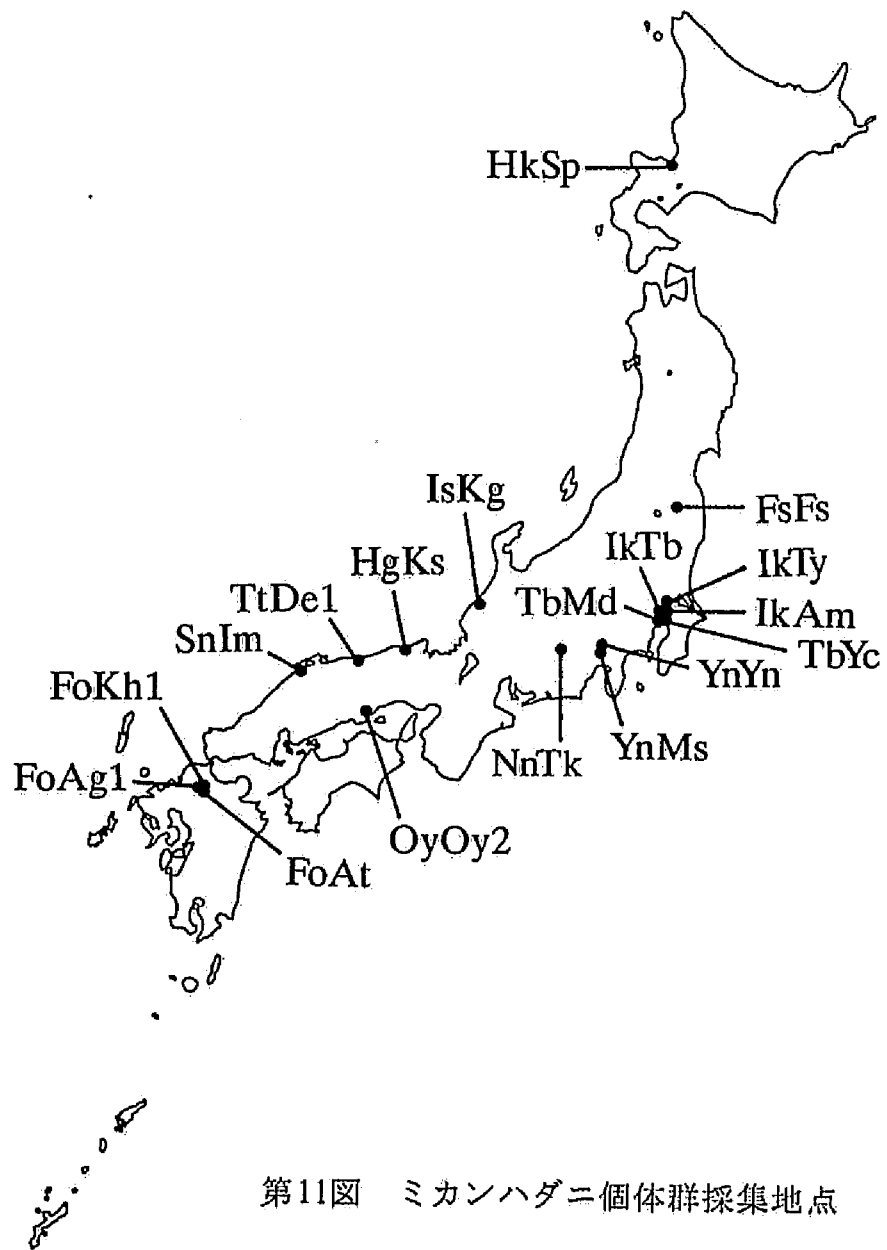 HkSp
IsKg
FsFs
IkTb
HgKs
IkTy
TtDe1
TbMd
IkAm
SnIm
TbYc
FoKh1
YnYn
NnTk
YnMs
FoAg1
OyOy2
FoAt
第11図 ミカンハダニ個体群採集地点